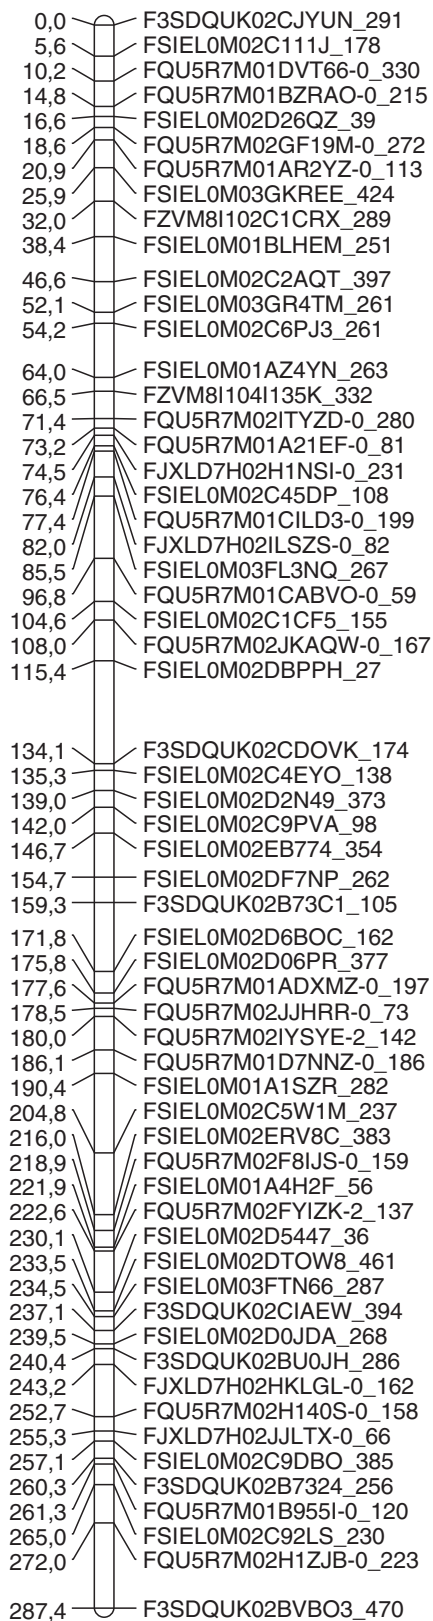 0,0 F3SDQUK02CJYUN_291
5,6 FSIEL0M02C111J_178
10,2 FQU5R7M01DVT66-0_330
14,8 FQU5R7M01BZRAO-0_215
16,6 FSIEL0M02D26QZ_39
18,6 FQU5R7M02GF19M-0_272
20,9 FQU5R7M01AR2YZ-0_113
25,9 FSIEL0M03GKREE_424
32,0 FZVM8I102C1CRX_289
38,4 FSIEL0M01BLHEM_251
46,6 FSIEL0M02C2AQT_397
52,1 FSIEL0M03GR4TM_261
54,2 FSIEL0M02C6PJ3_261
64,0 FSIEL0M01AZ4YN_263
66,5 FZVM8I104I135K_332
71,4 FQU5R7M02ITYZD-0_280
73,2 FQU5R7M01A21EF-0_81
74,5 FJXLD7H02H1NSI-0_231
76,4 FSIEL0M02C45DP_108
77,4 FQU5R7M01CILD3-0_199
82,0 FJXLD7H02ILSZS-0_82
85,5 FSIEL0M03FL3NQ_267
96,8 FQU5R7M01CABVO-0_59
104,6 FSIEL0M02C1CF5_155
108,0 FQU5R7M02JKAQW-0_167
115,4 FSIEL0M02DBPPH_27
134,1 F3SDQUK02CDOVK_174
135,3 FSIEL0M02C4EYO_138
139,0 FSIEL0M02D2N49_373
142,0 FSIEL0M02C9PVA_98
146,7 FSIEL0M02EB774_354
154,7 FSIEL0M02DF7NP_262
159,3 F3SDQUK02B73C1_105
171,8 FSIEL0M02D6BOC_162
175,8 FSIEL0M02D06PR_377
177,6 FQU5R7M01ADXMZ-0_197
178,5 FQU5R7M02JJHRR-0_73
180,0 FQU5R7M02IYSYE-2_142
186,1 FQU5R7M01D7NNZ-0_186
190,4 FSIEL0M01A1SZR_282
204,8 FSIEL0M02C5W1M_237
216,0 FSIEL0M02ERV8C_383
218,9 FQU5R7M02F8IJS-0_159
221,9 FSIEL0M01A4H2F_56
222,6 FQU5R7M02FYIZK-2_137
230,1 FSIEL0M02D5447_36
233,5 FSIEL0M02DTOW8_461
234,5 FSIEL0M03FTN66_287
237,1 F3SDQUK02CIAEW_394
239,5 FSIEL0M02D0JDA_268
240,4 F3SDQUK02BU0JH_286
243,2 FJXLD7H02HKLGL-0_162
252,7 FQU5R7M02H140S-0_158
255,3 FJXLD7H02JJLTX-0_66
257,1 FSIEL0M02C9DBO_385
260,3 F3SDQUK02B7324_256
261,3 FQU5R7M01B955I-0_120
265,0 FSIEL0M02C92LS_230
272,0 FQU5R7M02H1ZJB-0_223
287,4 F3SDQUK02BVBO3_470